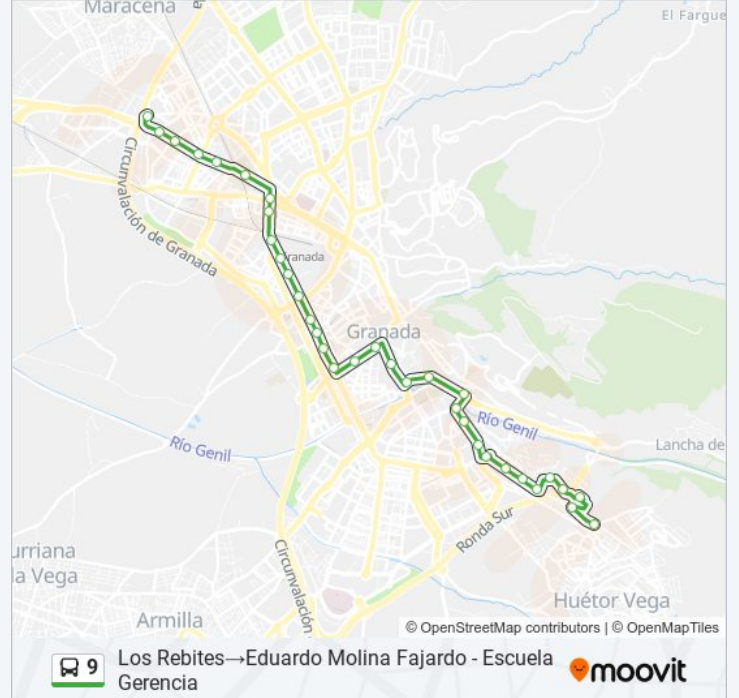 Maracena
El Fargue
Circunvalación de Granada
Granada
Granada
Río Genil
Río Genil
Lancha de
Ronda Sur
urriana
la Vega
Circunvalación
Huétor Vega
Armilla
© OpenStreetMap contributors | © OpenMapTiles
9
Los Rebites→Eduardo Molina Fajardo - Escuela
Gerencia
moovit